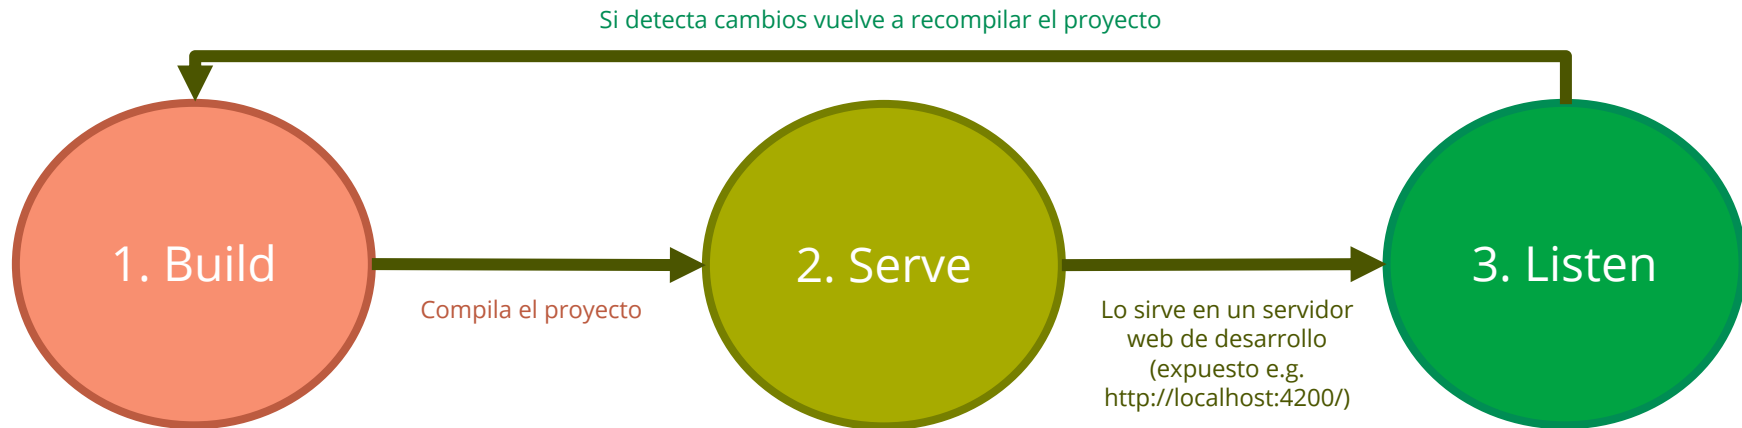 Si detecta cambios vuelve a recompilar el proyecto
1. Build
2. Serve
3. Listen
Compila el proyecto
Lo sirve en un servidor
web de desarrollo
(expuesto e.g.
http://localhost:4200/)